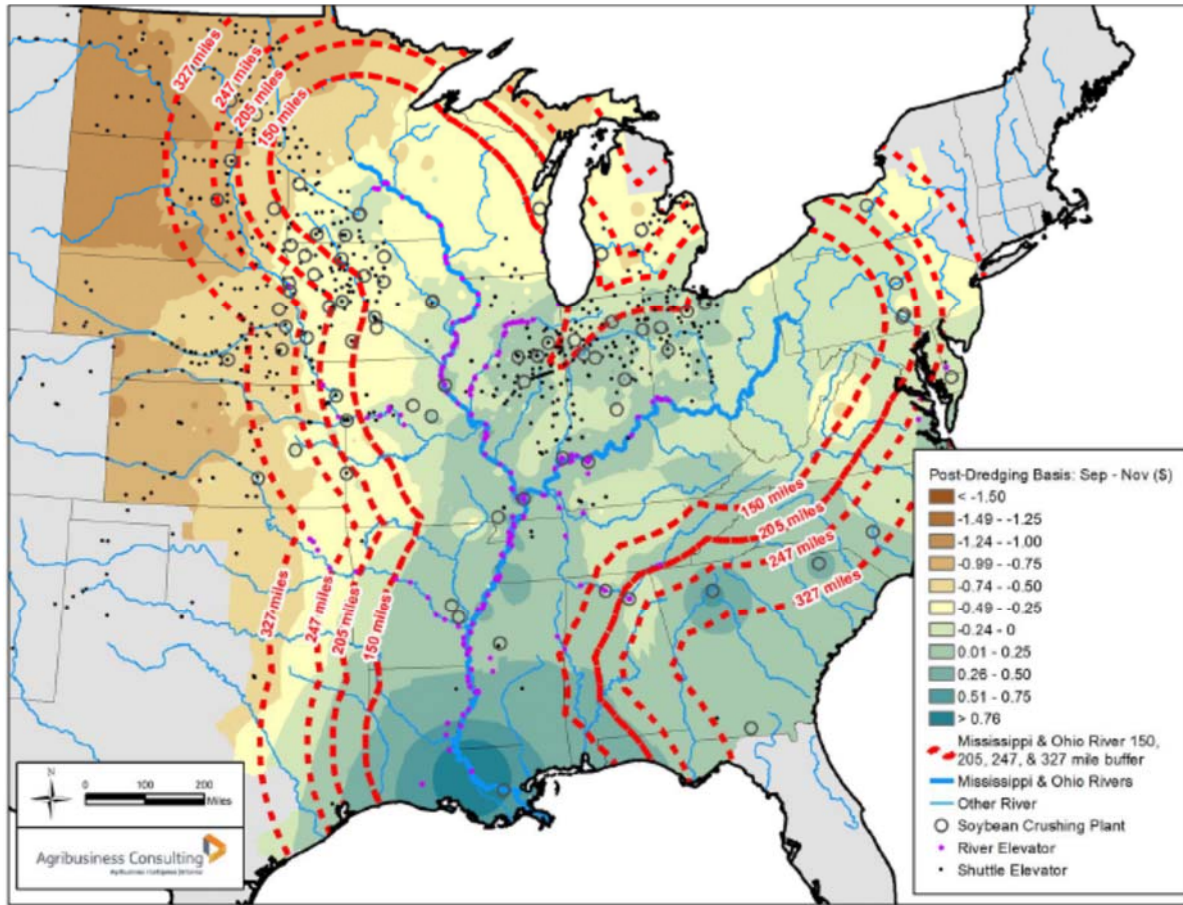 327 miles
247 miles
205 miles
150 miles
150 miles
205 miles
247 miles
327 miles
327 miles
247 miles
205 miles
150 miles
Post-Dredging Basis: Sep - Nov ($)
< -1.50
-1.49 - -1.25
-1.24 - -1.00
-0.99 - -0.75
-0.74 - -0.50
-0.49 - -0.25
-0.24 - 0
0.01 - 0.25
0.26 - 0.50
0.51 - 0.75
> 0.76
Mississippi & Ohio River 150,
205, 247, & 327 mile buffer
Mississippi & Ohio Rivers
Other River
Soybean Crushing Plant
River Elevator
Shuttle Elevator
N
0 100 200
Miles
Agribusiness Consulting
Agribusiness Intelligence